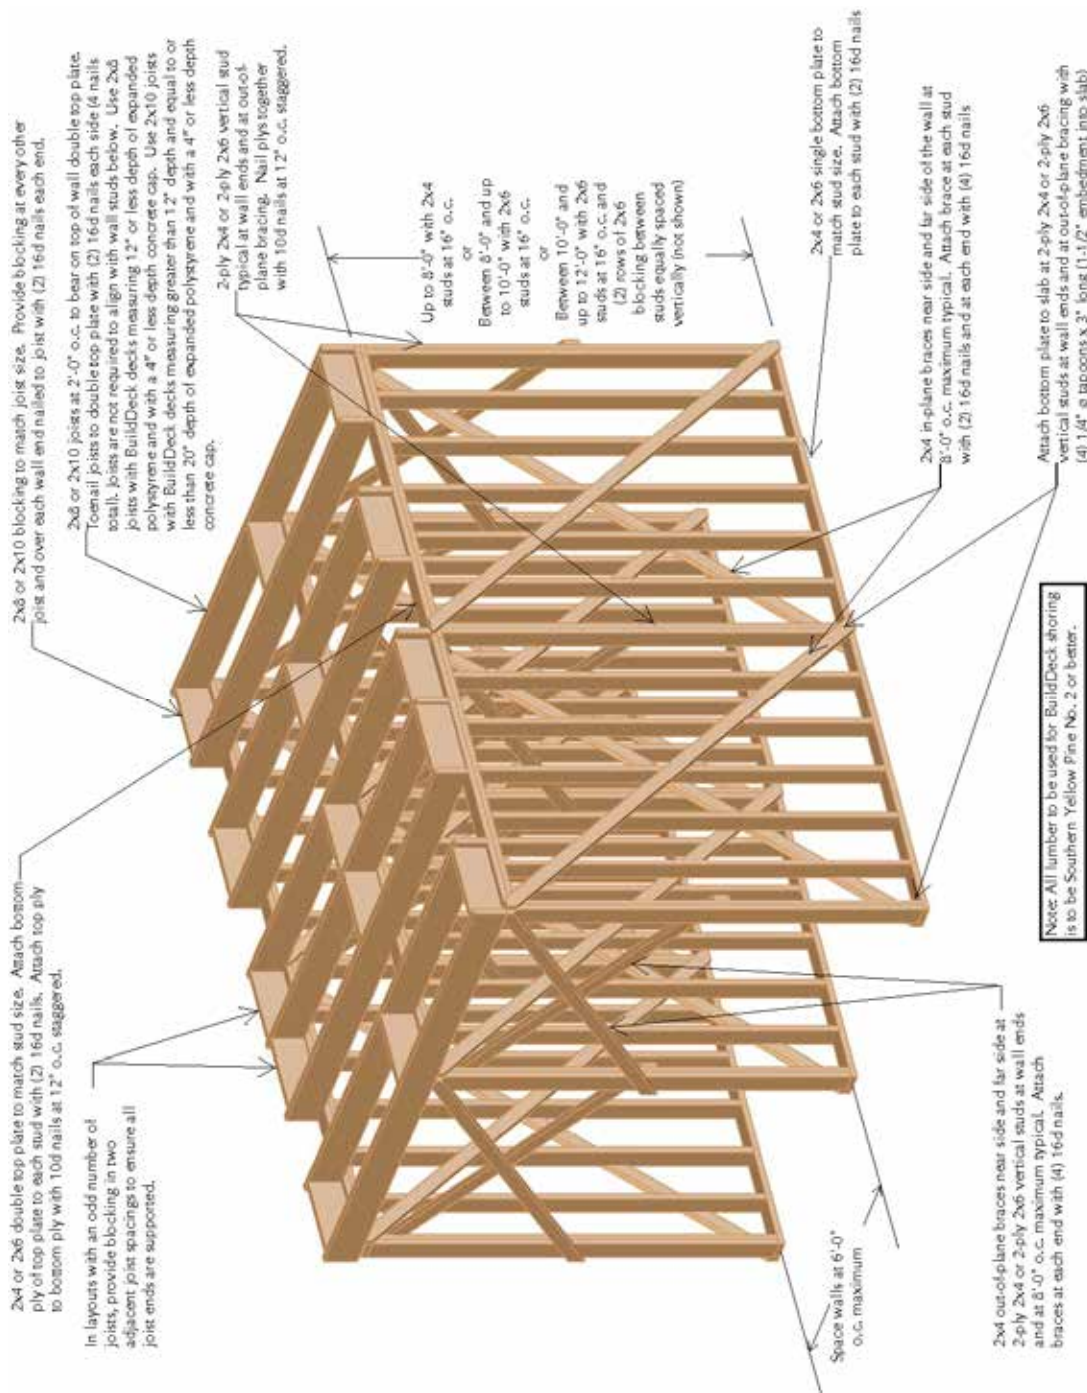 2x8 or 2x10 blocking to match joist size. Provide blocking at every other
joist and over each wall end nailed to joist with (2) 16d nails each end.
2x8 or 2x10 joists at 2'-0" o.c. to bear on top of wall double top plate.
Toenail joists to double top plate with (2) 16d nails each side (4 nails
total). Joists are not required to align with wall studs below. Use 2x8
joists with BuildDeck decks measuring 12" or less depth of expanded
polystyrene and with a 4" or less depth concrete cap. Use 2x10 joists
with BuildDeck decks measuring greater than 12" depth and equal to or
less than 20" depth of expanded polystyrene and with a 4" or less depth
concrete cap.
2-ply 2x4 or 2-ply 2x6 vertical stud
typical at wall ends and at out-of-
plane bracing. Nail plys together
with 10d nails at 12" o.c. staggered.
Up to 8'-0" with 2x4
studs at 16" o.c.
or
Between 8'-0" and up
to 10'-0" with 2x6
studs at 16" o.c.
or
Between 10'-0" and
up to 12'-0" with 2x6
studs at 16" o.c. and
(2) rows of 2x6
blocking between
studs equally spaced
vertically (not shown)
2x4 or 2x6 single bottom plate to
match stud size. Attach bottom
plate to each stud with (2) 16d nails
2x4 in-plane braces near side and far side of the wall at
8'-0" o.c. maximum typical. Attach brace at each stud
with (2) 16d nails and at each end with (4) 16d nails
Attach bottom plate to slab at 2-ply 2x4 or 2-ply 2x6
vertical studs at wall ends and at out-of-plane bracing with
(4) 1/4" ø tapcons x 3" long (1-1/2" embedment into slab)
2x4 or 2x6 double top plate to match stud size. Attach bottom
ply of top plate to each stud with (2) 16d nails. Attach top ply
to bottom ply with 10d nails at 12" o.c. staggered.
In layouts with an odd number of
joists, provide blocking in two
adjacent joist spacings to ensure all
joist ends are supported.
Space walls at 6'-0"
o.c. maximum
2x4 out-of-plane braces near side and far side at
2-ply 2x4 or 2-ply 2x6 vertical studs at wall ends
and at 8'-0" o.c. maximum typical. Attach
braces at each end with (4) 16d nails.
Note: All lumber to be used for BuildDeck shoring
is to be Southern Yellow Pine No. 2 or better.